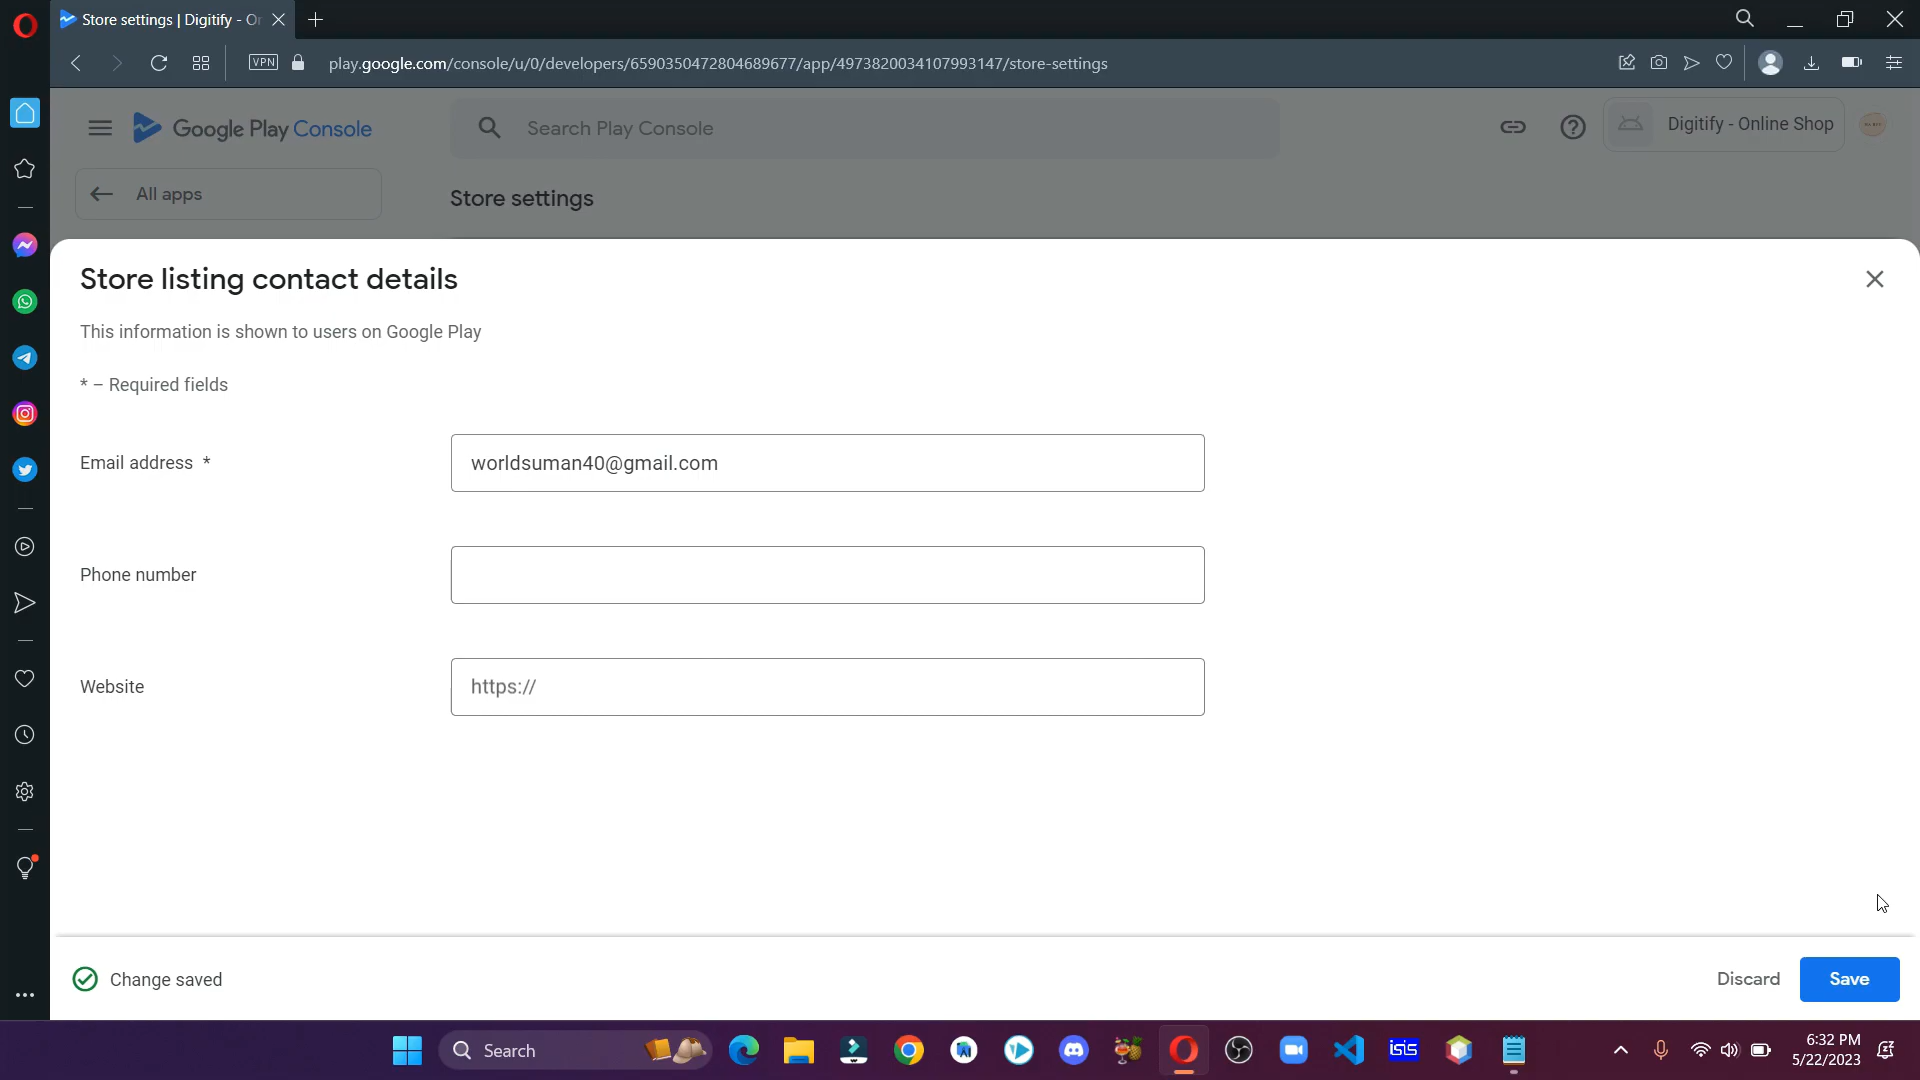 Store settings | Digitify - Or
VPN
play.google.com/console/u/0/developers/6590350472804689677/app/4973820034107993147/store-settings
Google Play Console
Search Play Console
Digitify - Online Shop
All apps
Store settings
Store listing contact details
This information is shown to users on Google Play
* – Required fields
Email address *
worldsuman40@gmail.com
Phone number
Website
https://
Change saved
Discard
Save
Search
isis
6:32 PM
5/22/2023